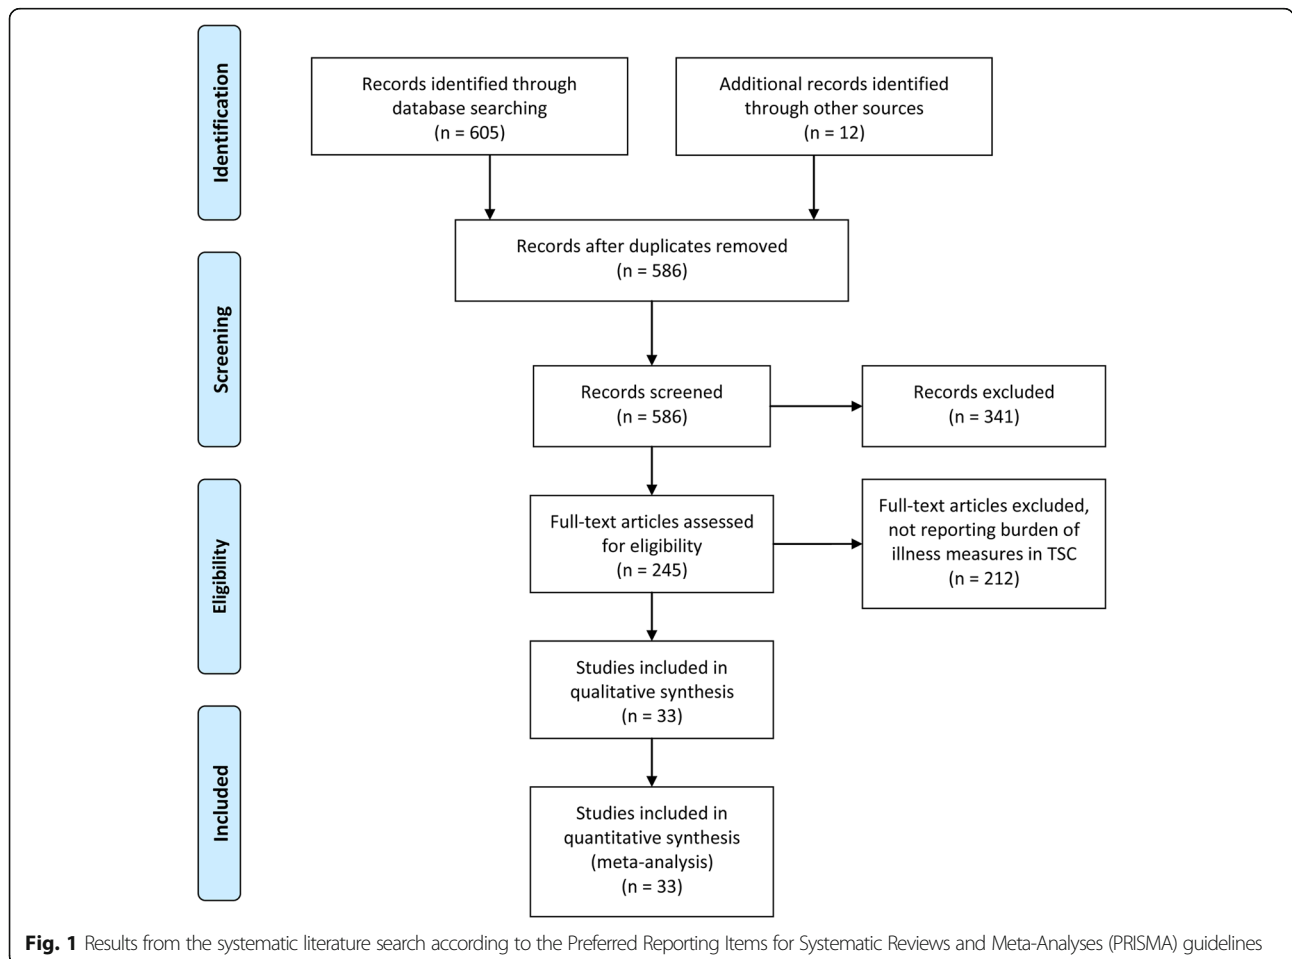 Identification
Records identified through
database searching
(n = 605)
Additional records identified
through other sources
(n = 12)
Records after duplicates removed
(n = 586)
Screening
Records screened
(n = 586)
Records excluded
(n = 341)
Eligibility
Full-text articles assessed
for eligibility
(n = 245)
Full-text articles excluded,
not reporting burden of
illness measures in TSC
(n = 212)
Studies included in
qualitative synthesis
(n = 33)
Included
Studies included in
quantitative synthesis
(meta-analysis)
(n = 33)
Fig. 1 Results from the systematic literature search according to the Preferred Reporting Items for Systematic Reviews and Meta-Analyses (PRISMA) guidelines